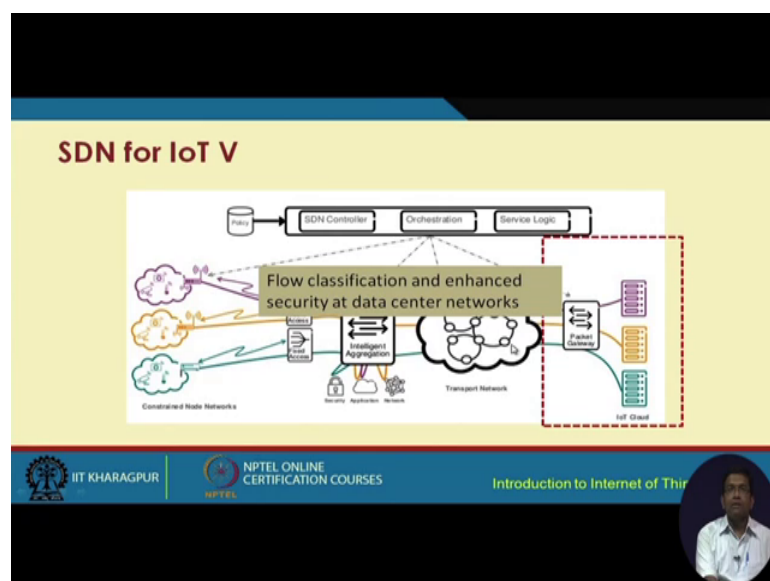 SDN for IoT V
Policy
SDN Controller
Orchestration
Service Logic
Flow classification and enhanced
security at data center networks
Access
Fixed
Access
Intelligent
Aggregation
Packet
Gateway
Security
Application
Network
Transport Network
Constrained Node Networks
IoT Cloud
IIT KHARAGPUR
NPTEL
NPTEL ONLINE
CERTIFICATION COURSES
Introduction to Internet of Thin